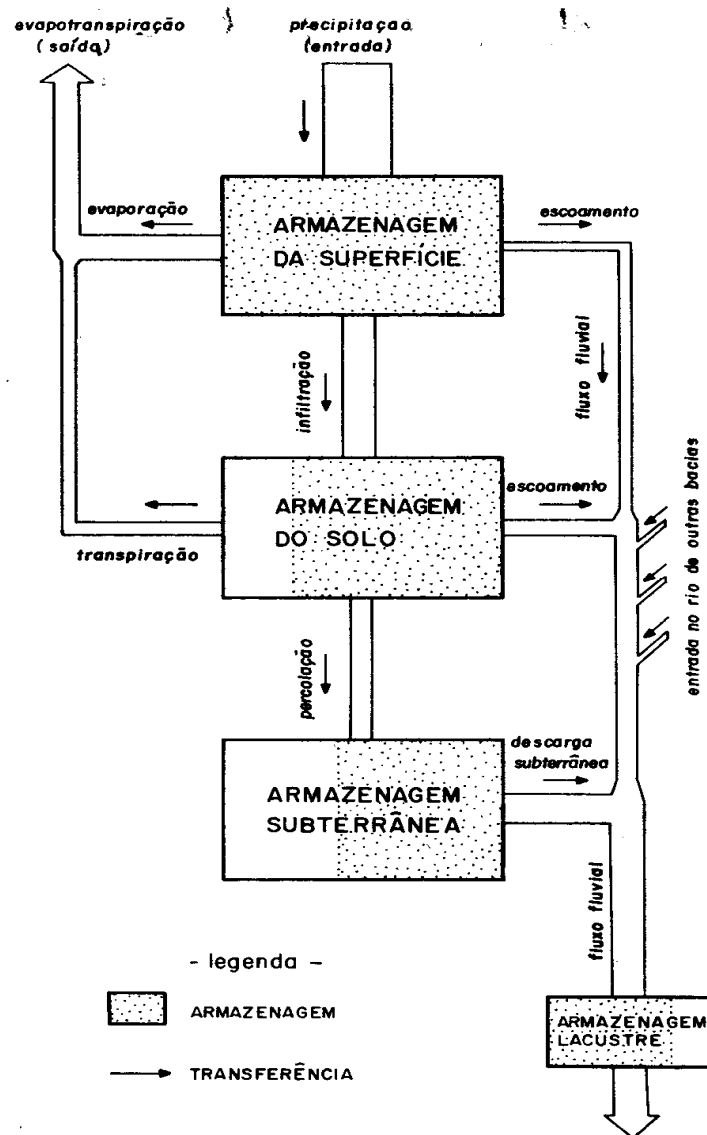 evapotranspiração
(saída)
precipitação
(entrada)
evaporação
ARMAZENAGEM
DA SUPERFÍCIE
escoamento
fluxo fluvial
infiltração
ARMAZENAGEM
DO SOLO
escoamento
transpiração
entrada no rio de outras bacias
percolação
descarga
subterrânea
ARMAZENAGEM
SUBTERRÂNEA
fluxo fluvial
- legenda -
ARMAZENAGEM
TRANSFERÊNCIA
ARMAZENAGEM
LACUSTRE